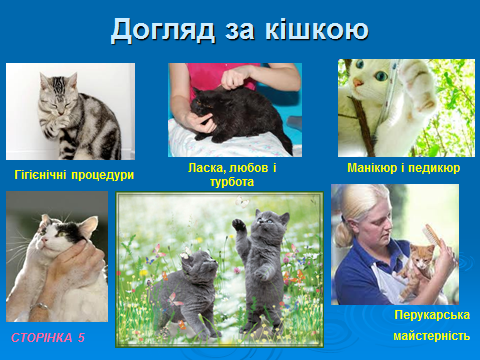 Догляд за кішкою
Гігієнічні процедури
Ласка, любов і
турбота
Манікюр і педикюр
Перукарська
майстерність
СТОРІНКА 5